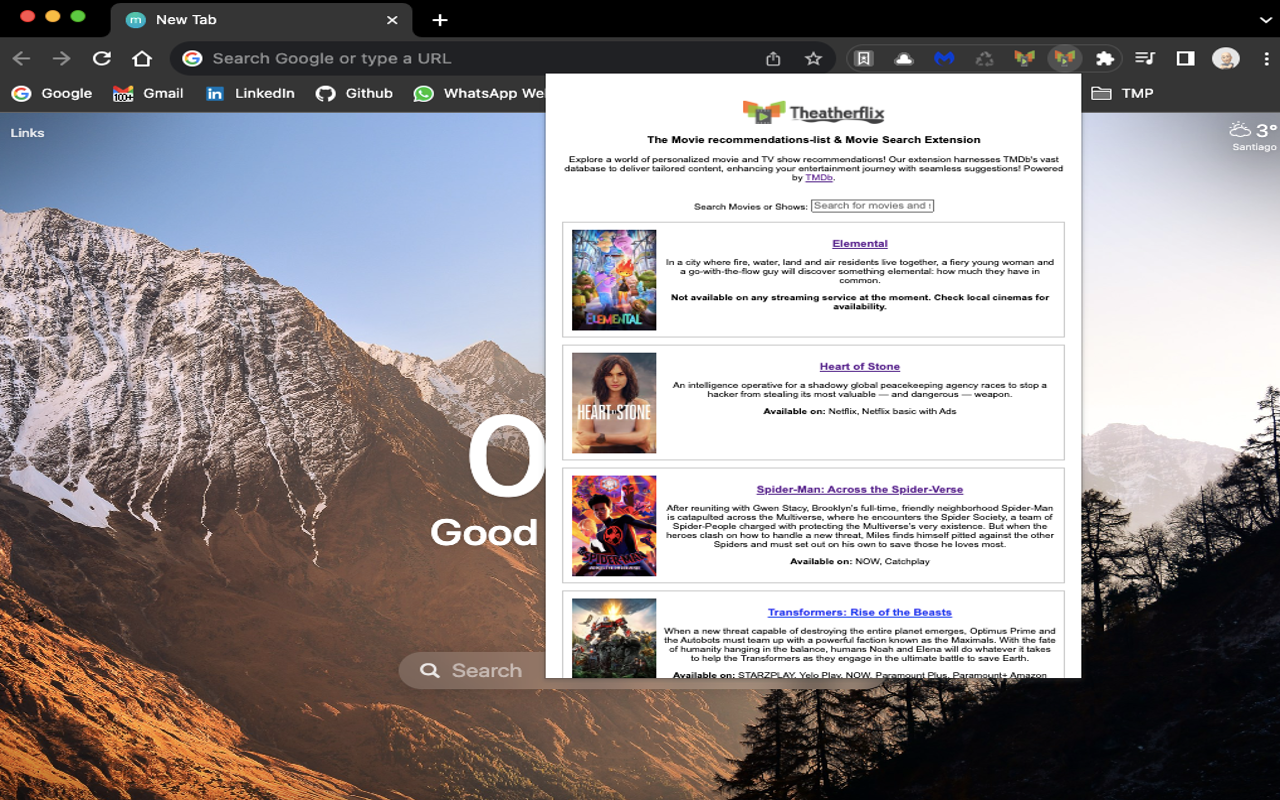 New Tab
Search Google or type a URL
Google
100+
Gmail
LinkedIn
Github
WhatsApp We
TMP
Links
3°
Santiago
Theatherflix
The Movie recommendations-list & Movie Search Extension
Explore a world of personalized movie and TV show recommendations! Our extension harnesses TMDb's vast
database to deliver tailored content, enhancing your entertainment journey with seamless suggestions! Powered
by TMDb.
Search Movies or Shows: Search for movies and s
ELEMENTAL
Elemental
In a city where fire, water, land and air residents live together, a fiery young woman and
a go-with-the-flow guy will discover something elemental: how much they have in
common.
Not available on any streaming service at the moment. Check local cinemas for
availability.
HEART OF STONE
Heart of Stone
An intelligence operative for a shadowy global peacekeeping agency races to stop a
hacker from stealing its most valuable — and dangerous — weapon.
Available on: Netflix, Netflix basic with Ads
SPIDER-MAN
Spider-Man: Across the Spider-Verse
After reuniting with Gwen Stacy, Brooklyn's full-time, friendly neighborhood Spider-Man
is catapulted across the Multiverse, where he encounters the Spider Society, a team of
Spider-People charged with protecting the Multiverse's very existence. But when the
heroes clash on how to handle a new threat, Miles finds himself pitted against the other
Spiders and must set out on his own to save those he loves most.
Available on: NOW, Catchplay
Transformers: Rise of the Beasts
When a new threat capable of destroying the entire planet emerges, Optimus Prime and
the Autobots must team up with a powerful faction known as the Maximals. With the fate
of humanity hanging in the balance, humans Noah and Elena will do whatever it takes
to help the Transformers as they engage in the ultimate battle to save Earth.
Available on: STARZPLAY, Yelo Play, NOW, Paramount Plus, Paramount+ Amazon
0
Good
Search